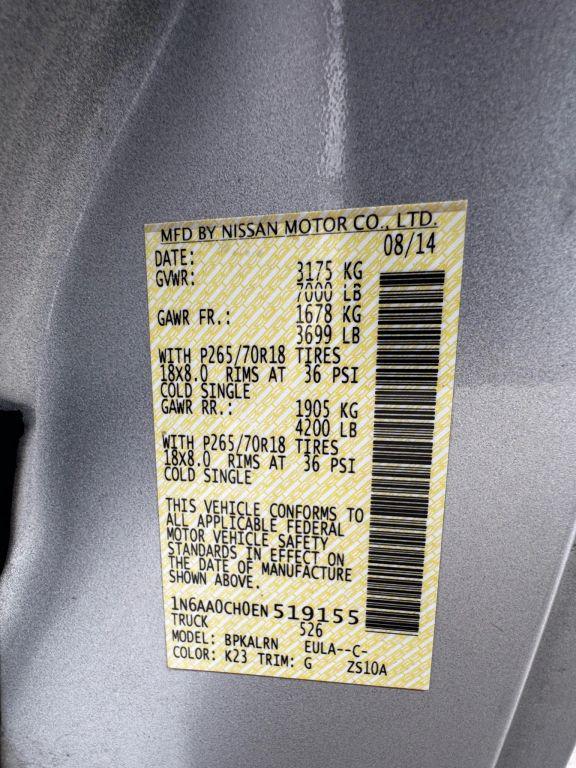 MFD BY NISSAN MOTOR CO., LTD.
DATE: 08/14
GVWR: 3175 KG
7000 LB
GAWR FR.: 1678 KG
3699 LB
WITH P265/70R18 TIRES
18X8.0 RIMS AT 36 PSI
COLD SINGLE
GAWR RR.: 1905 KG
4200 LB
WITH P265/70R18 TIRES
18X8.0 RIMS AT 36 PSI
COLD SINGLE
THIS VEHICLE CONFORMS TO
ALL APPLICABLE FEDERAL
MOTOR VEHICLE SAFETY
STANDARDS IN EFFECT ON
THE DATE OF MANUFACTURE
SHOWN ABOVE.
1N6AA0CH0EN519155
TRUCK 526
MODEL: BPKALRN EULA--C-
COLOR: K23 TRIM: G ZS10A